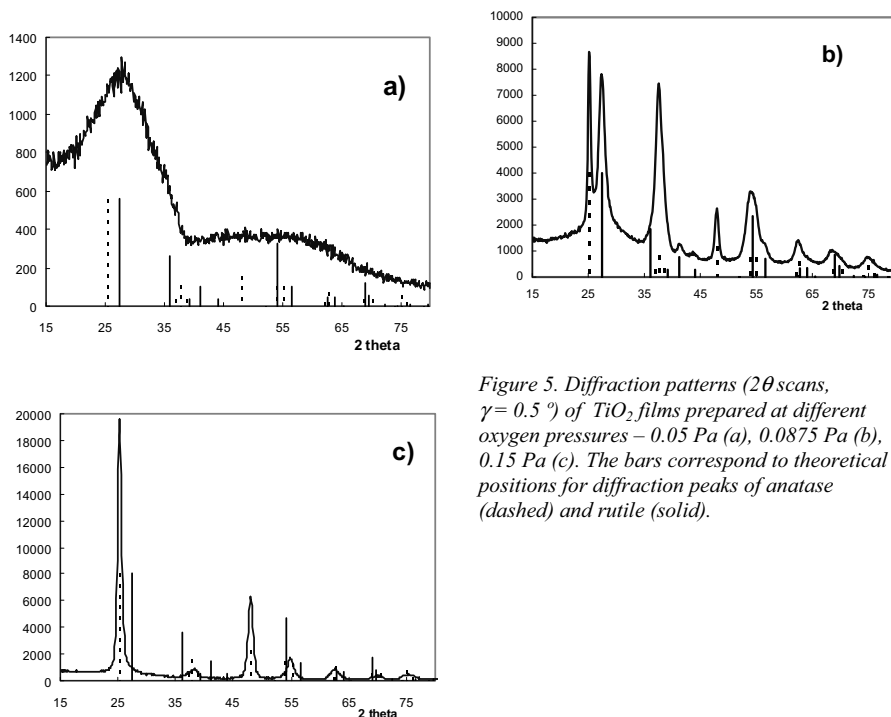 a)
1400
1200
1000
800
600
400
200
0
15 25 35 45 55 65 75
2 theta
b)
10000
9000
8000
7000
6000
5000
4000
3000
2000
1000
0
15 25 35 45 55 65 75
2 theta
c)
20000
18000
16000
14000
12000
10000
8000
6000
4000
2000
0
15 25 35 45 55 65 75
2 theta
Figure 5. Diffraction patterns (2θ scans,
γ = 0.5 º) of TiO₂ films prepared at different
oxygen pressures – 0.05 Pa (a), 0.0875 Pa (b),
0.15 Pa (c). The bars correspond to theoretical
positions for diffraction peaks of anatase
(dashed) and rutile (solid).